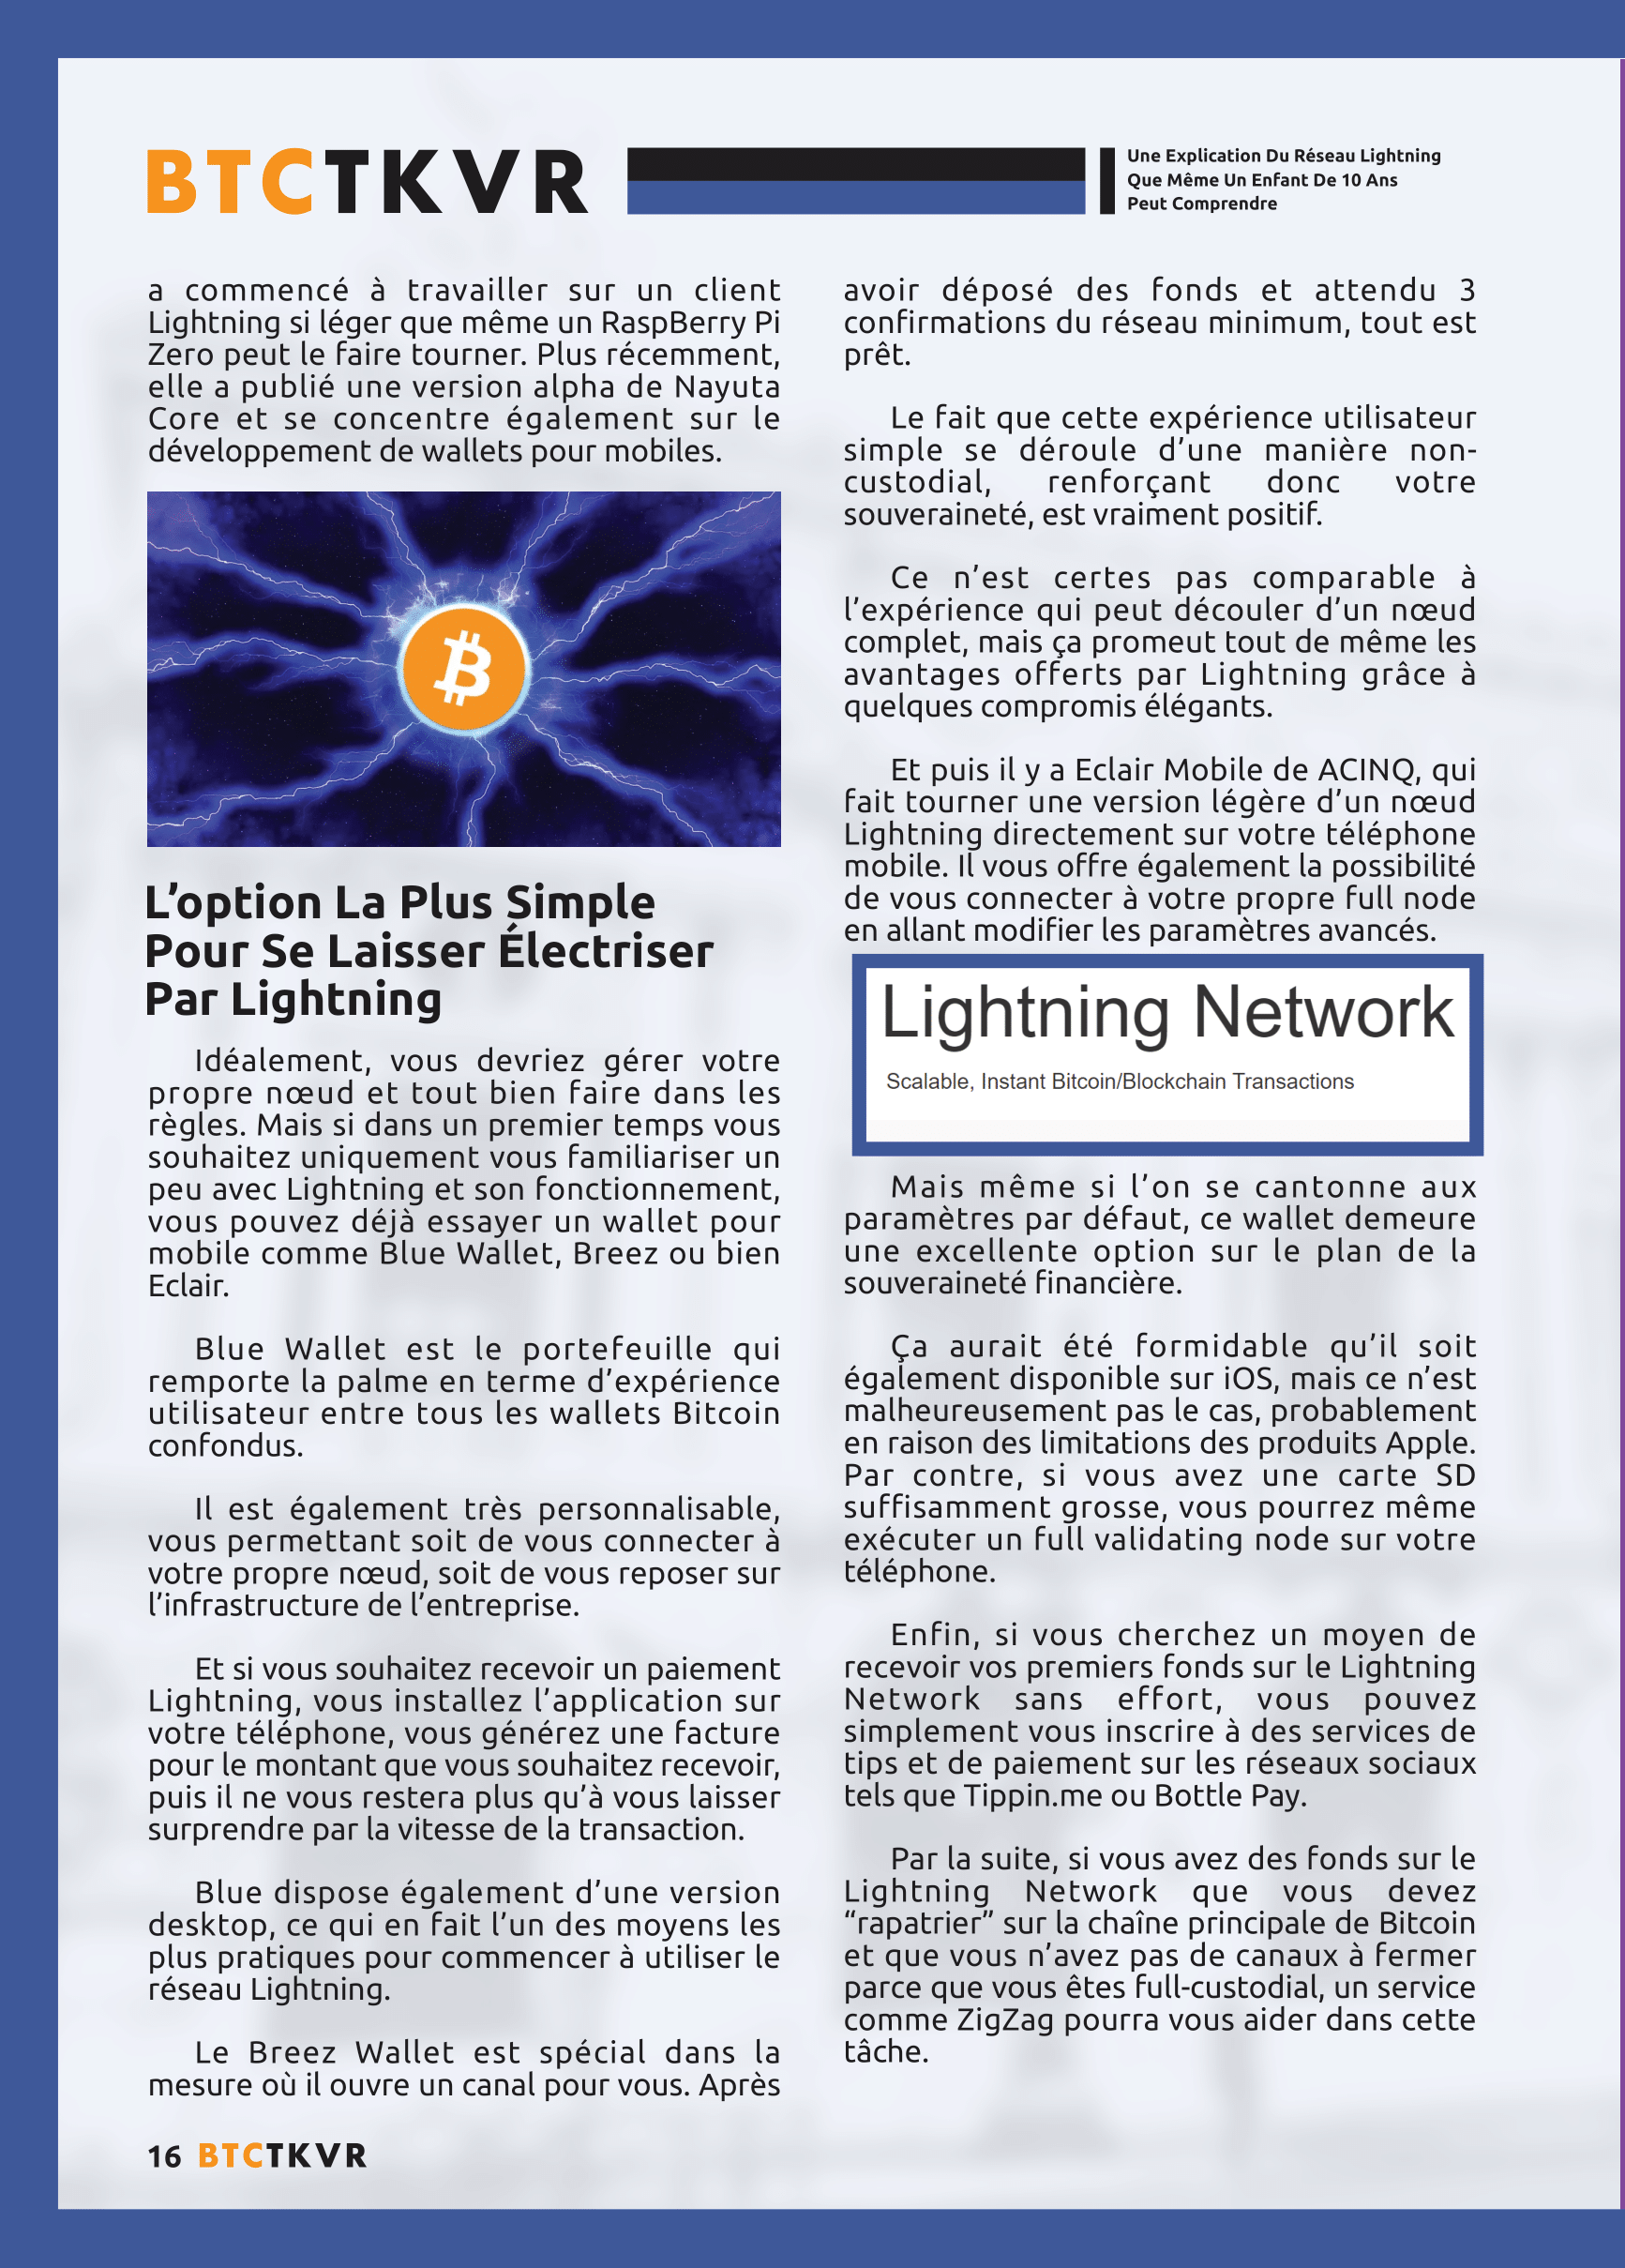 BTCTKVR
Une Explication Du Réseau Lightning
Que Même Un Enfant De 10 Ans
Peut Comprendre
a commencé à travailler sur un client
Lightning si léger que même un RaspBerry Pi
Zero peut le faire tourner. Plus récemment,
elle a publié une version alpha de Nayuta
Core et se concentre également sur le
développement de wallets pour mobiles.
L’option La Plus Simple
Pour Se Laisser Électriser
Par Lightning
Idéalement, vous devriez gérer votre
propre nœud et tout bien faire dans les
règles. Mais si dans un premier temps vous
souhaitez uniquement vous familiariser un
peu avec Lightning et son fonctionnement,
vous pouvez déjà essayer un wallet pour
mobile comme Blue Wallet, Breez ou bien
Eclair.
Blue Wallet est le portefeuille qui
remporte la palme en terme d’expérience
utilisateur entre tous les wallets Bitcoin
confondus.
Il est également très personnalisable,
vous permettant soit de vous connecter à
votre propre nœud, soit de vous reposer sur
l’infrastructure de l’entreprise.
Et si vous souhaitez recevoir un paiement
Lightning, vous installez l’application sur
votre téléphone, vous générez une facture
pour le montant que vous souhaitez recevoir,
puis il ne vous restera plus qu’à vous laisser
surprendre par la vitesse de la transaction.
Blue dispose également d’une version
desktop, ce qui en fait l’un des moyens les
plus pratiques pour commencer à utiliser le
réseau Lightning.
Le Breez Wallet est spécial dans la
mesure où il ouvre un canal pour vous. Après
avoir déposé des fonds et attendu 3
confirmations du réseau minimum, tout est
prêt.
Le fait que cette expérience utilisateur
simple se déroule d’une manière non-
custodial, renforçant donc votre
souveraineté, est vraiment positif.
Ce n’est certes pas comparable à
l’expérience qui peut découler d’un nœud
complet, mais ça promeut tout de même les
avantages offerts par Lightning grâce à
quelques compromis élégants.
Et puis il y a Eclair Mobile de ACINQ, qui
fait tourner une version légère d’un nœud
Lightning directement sur votre téléphone
mobile. Il vous offre également la possibilité
de vous connecter à votre propre full node
en allant modifier les paramètres avancés.
Lightning Network
Scalable, Instant Bitcoin/Blockchain Transactions
Mais même si l’on se cantonne aux
paramètres par défaut, ce wallet demeure
une excellente option sur le plan de la
souveraineté financière.
Ça aurait été formidable qu’il soit
également disponible sur iOS, mais ce n’est
malheureusement pas le cas, probablement
en raison des limitations des produits Apple.
Par contre, si vous avez une carte SD
suffisamment grosse, vous pourrez même
exécuter un full validating node sur votre
téléphone.
Enfin, si vous cherchez un moyen de
recevoir vos premiers fonds sur le Lightning
Network sans effort, vous pouvez
simplement vous inscrire à des services de
tips et de paiement sur les réseaux sociaux
tels que Tippin.me ou Bottle Pay.
Par la suite, si vous avez des fonds sur le
Lightning Network que vous devez
“rapatrier” sur la chaîne principale de Bitcoin
et que vous n’avez pas de canaux à fermer
parce que vous êtes full-custodial, un service
comme ZigZag pourra vous aider dans cette
tâche.
16 BTCTKVR